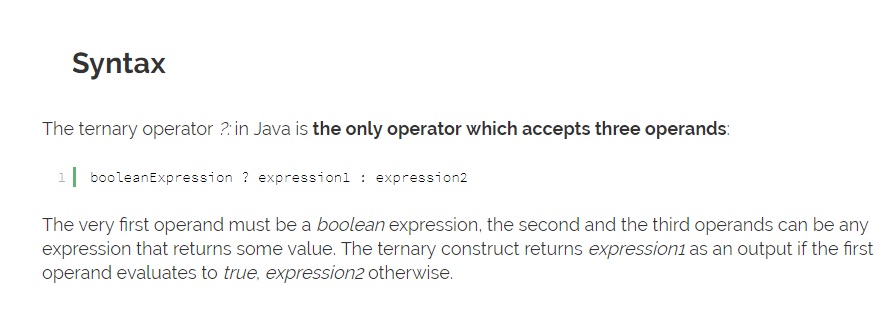 Syntax
The ternary operator ?: in Java is the only operator which accepts three operands:
1 booleanExpression ? expression1 : expression2
The very first operand must be a boolean expression, the second and the third operands can be any
expression that returns some value. The ternary construct returns expression1 as an output if the first
operand evaluates to true, expression2 otherwise.